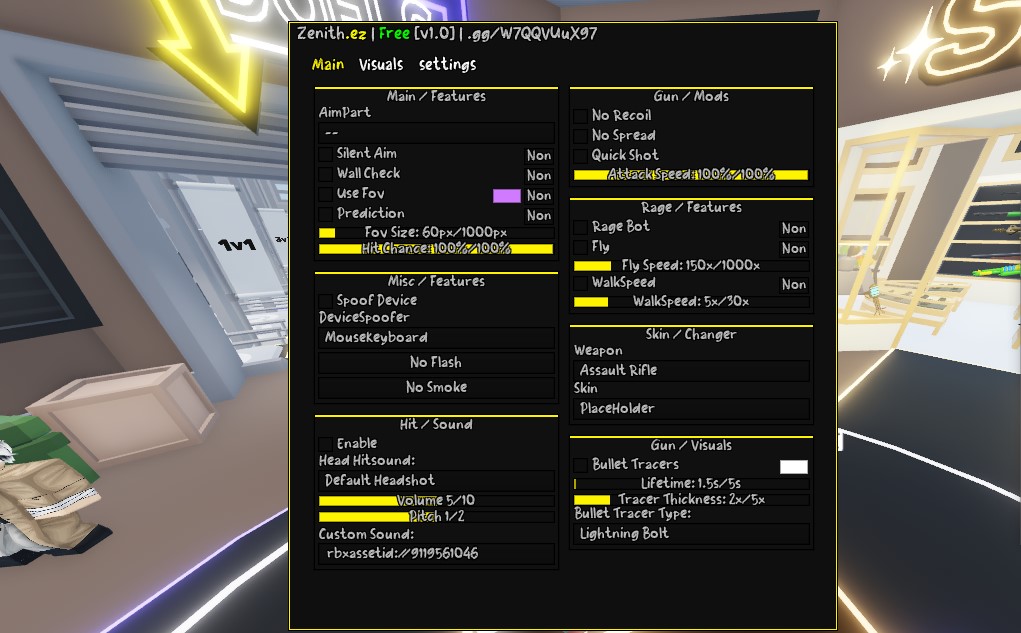 Zenith.ez | Free [v1.0] | .gg/W7QQVUuX97
Main Visuals settings
Main / Features
AimPart
--
Silent Aim Non
Wall Check Non
Use Fov Non
Prediction Non
Fov Size: 60px/1000px
Hit Chance: 100%/100%
Misc / Features
Spoof Device
DeviceSpoofer
MouseKeyboard
No Flash
No Smoke
Hit / Sound
Enable
Head Hitsound:
Default Headshot
Volume 5/10
Pitch 1/2
Custom Sound:
rbxassetid://9119561046
Gun / Mods
No Recoil
No Spread
Quick Shot
Attack Speed: 100%/100%
Rage / Features
Rage Bot Non
Fly Non
Fly Speed: 150x/1000x
WalkSpeed Non
WalkSpeed: 5x/30x
Skin / Changer
Weapon
Assault Rifle
Skin
PlaceHolder
Gun / Visuals
Bullet Tracers
Lifetime: 1.5s/5s
Tracer Thickness: 2x/5x
Bullet Tracer Type:
Lightning Bolt
1v1